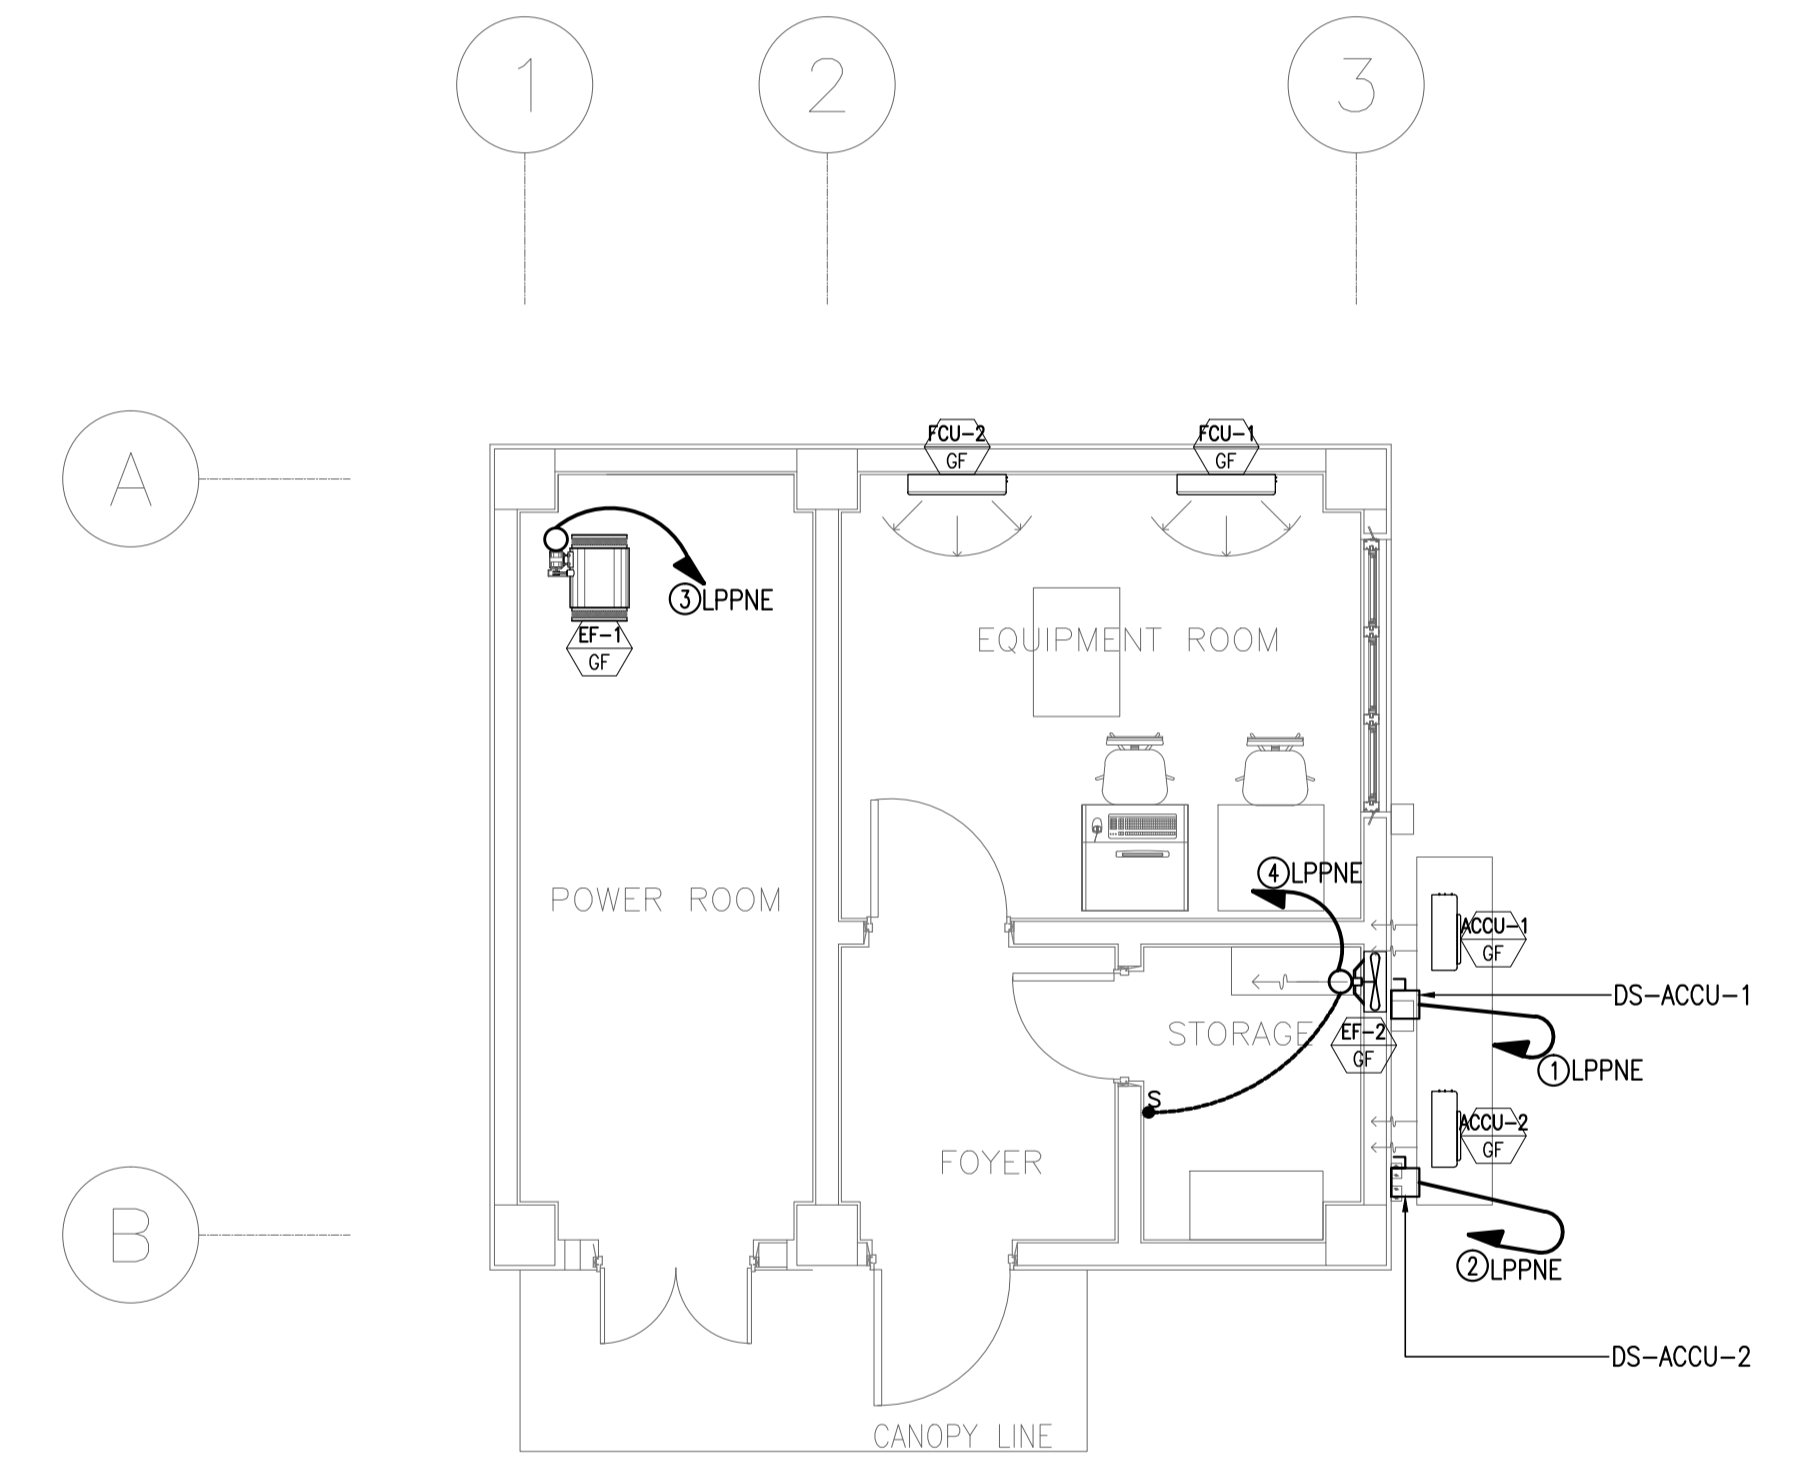 1
2
3
A
FCU-2
GF
FCU-1
GF
③LPPNE
EF-1
GF
EQUIPMENT ROOM
④LPPNE
POWER ROOM
ACCU-1
GF
DS-ACCU-1
STORAGE
EF-2
GF
①LPPNE
S
ACCU-2
GF
FOYER
B
②LPPNE
DS-ACCU-2
CANOPY LINE